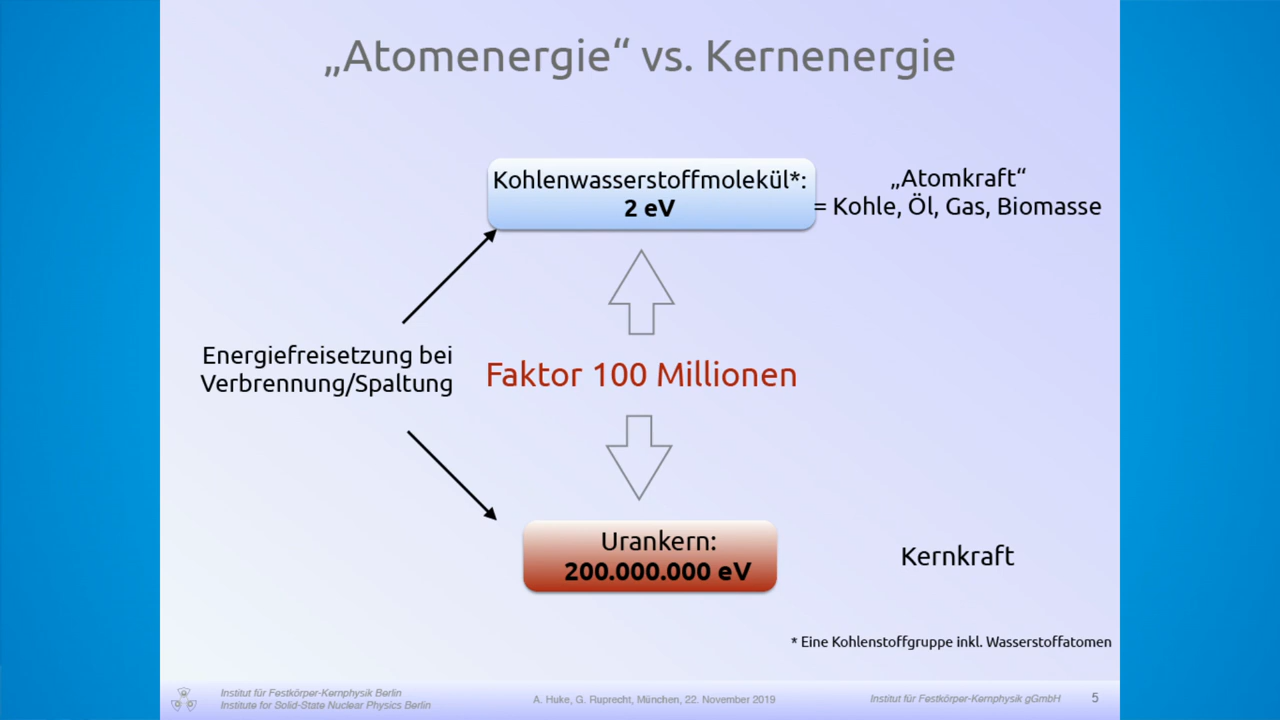 „Atomenergie“ vs. Kernenergie
Kohlenwasserstoffmolekül*:
2 eV
„Atomkraft“
= Kohle, Öl, Gas, Biomasse
Energiefreisetzung bei
Verbrennung/Spaltung
Faktor 100 Millionen
Urankern:
200.000.000 eV
Kernkraft
* Eine Kohlenstoffgruppe inkl. Wasserstoffatomen
Institut für Festkörper-Kernphysik Berlin
Institute for Solid-State Nuclear Physics Berlin
A. Huke, G. Ruprecht, München, 22. November 2019
Institut für Festkörper-Kernphysik gGmbH
5